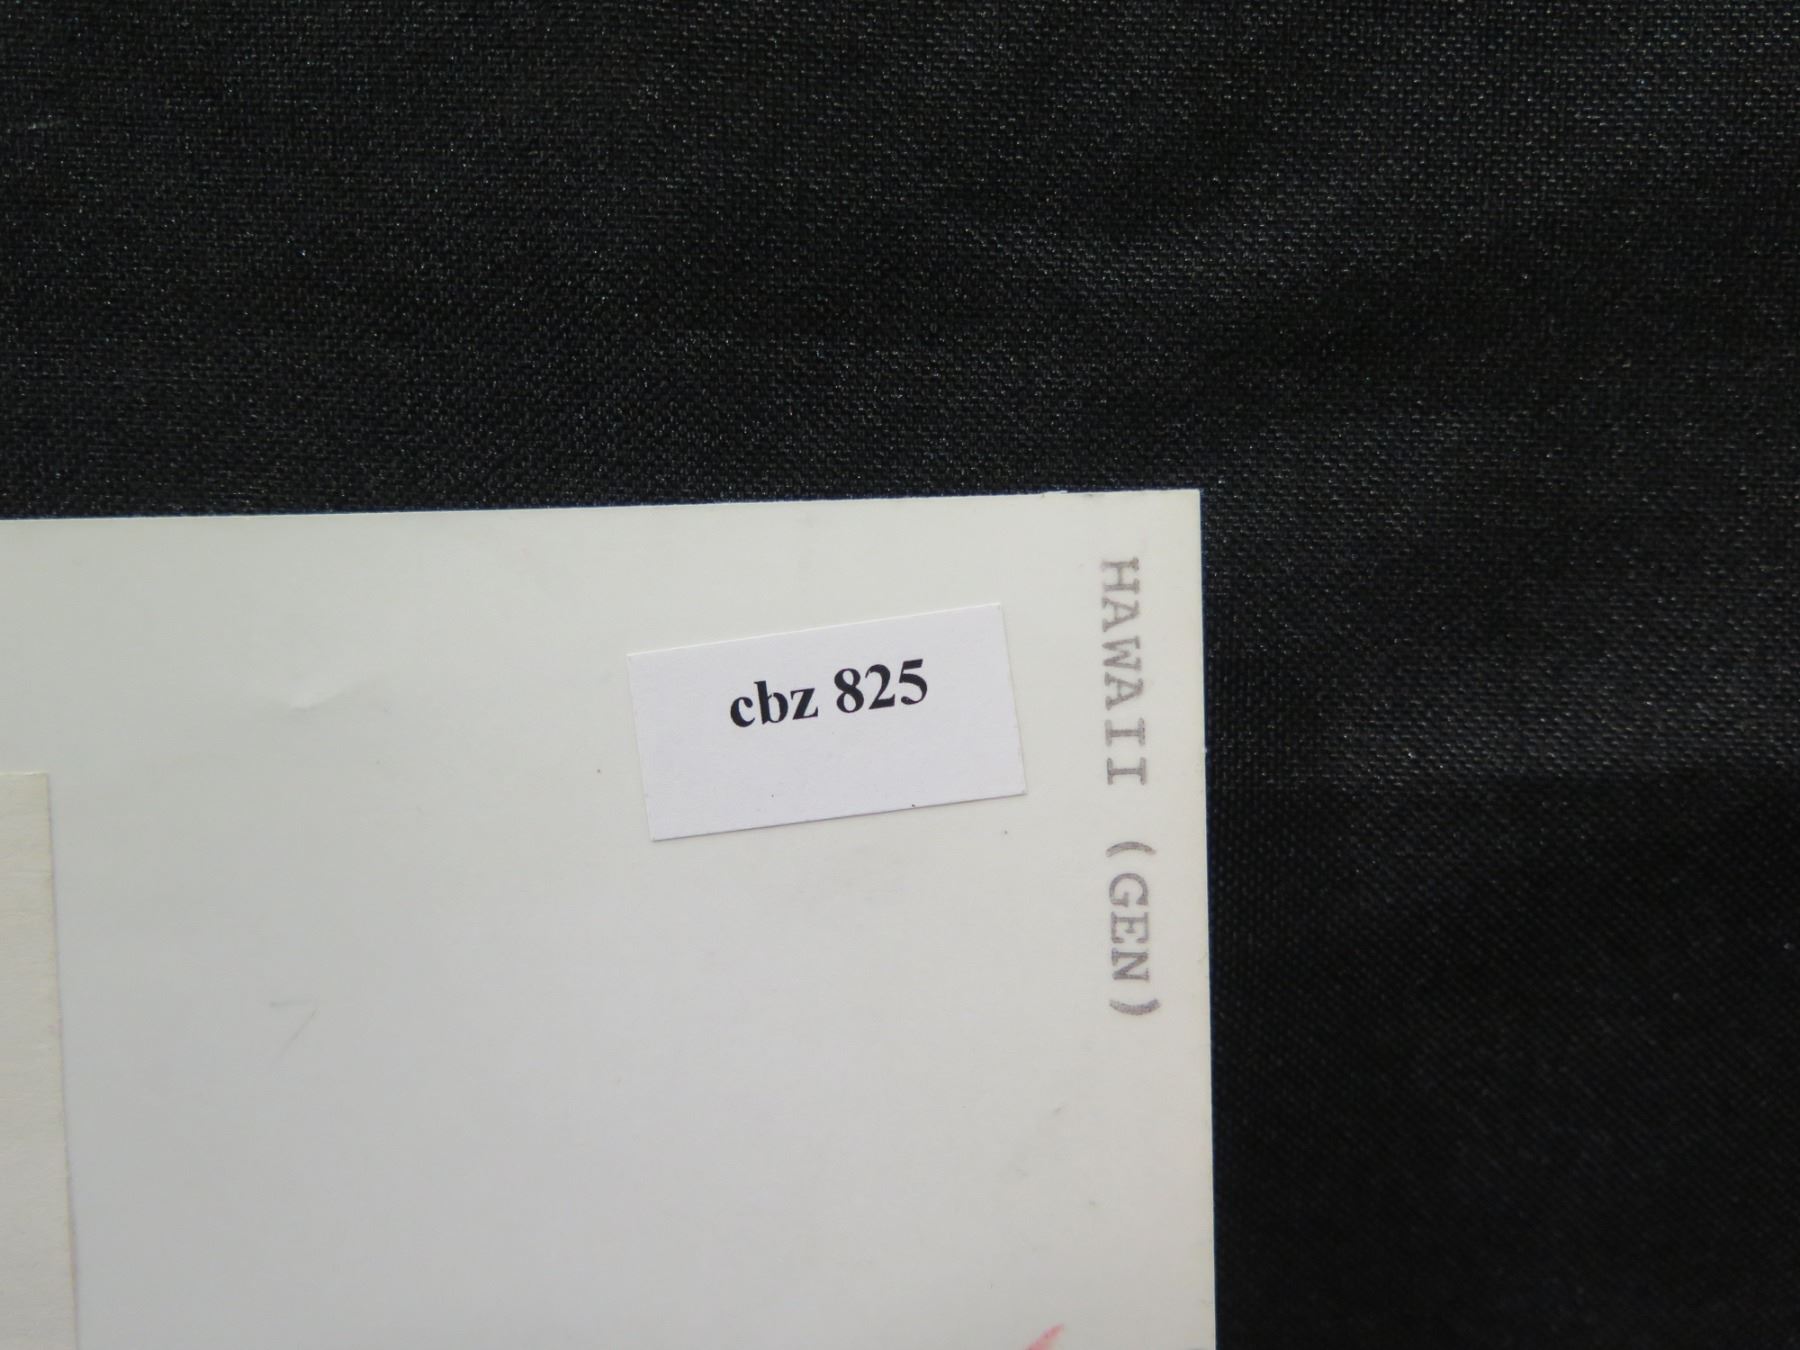 cbz 825
HAWAII (GEN)